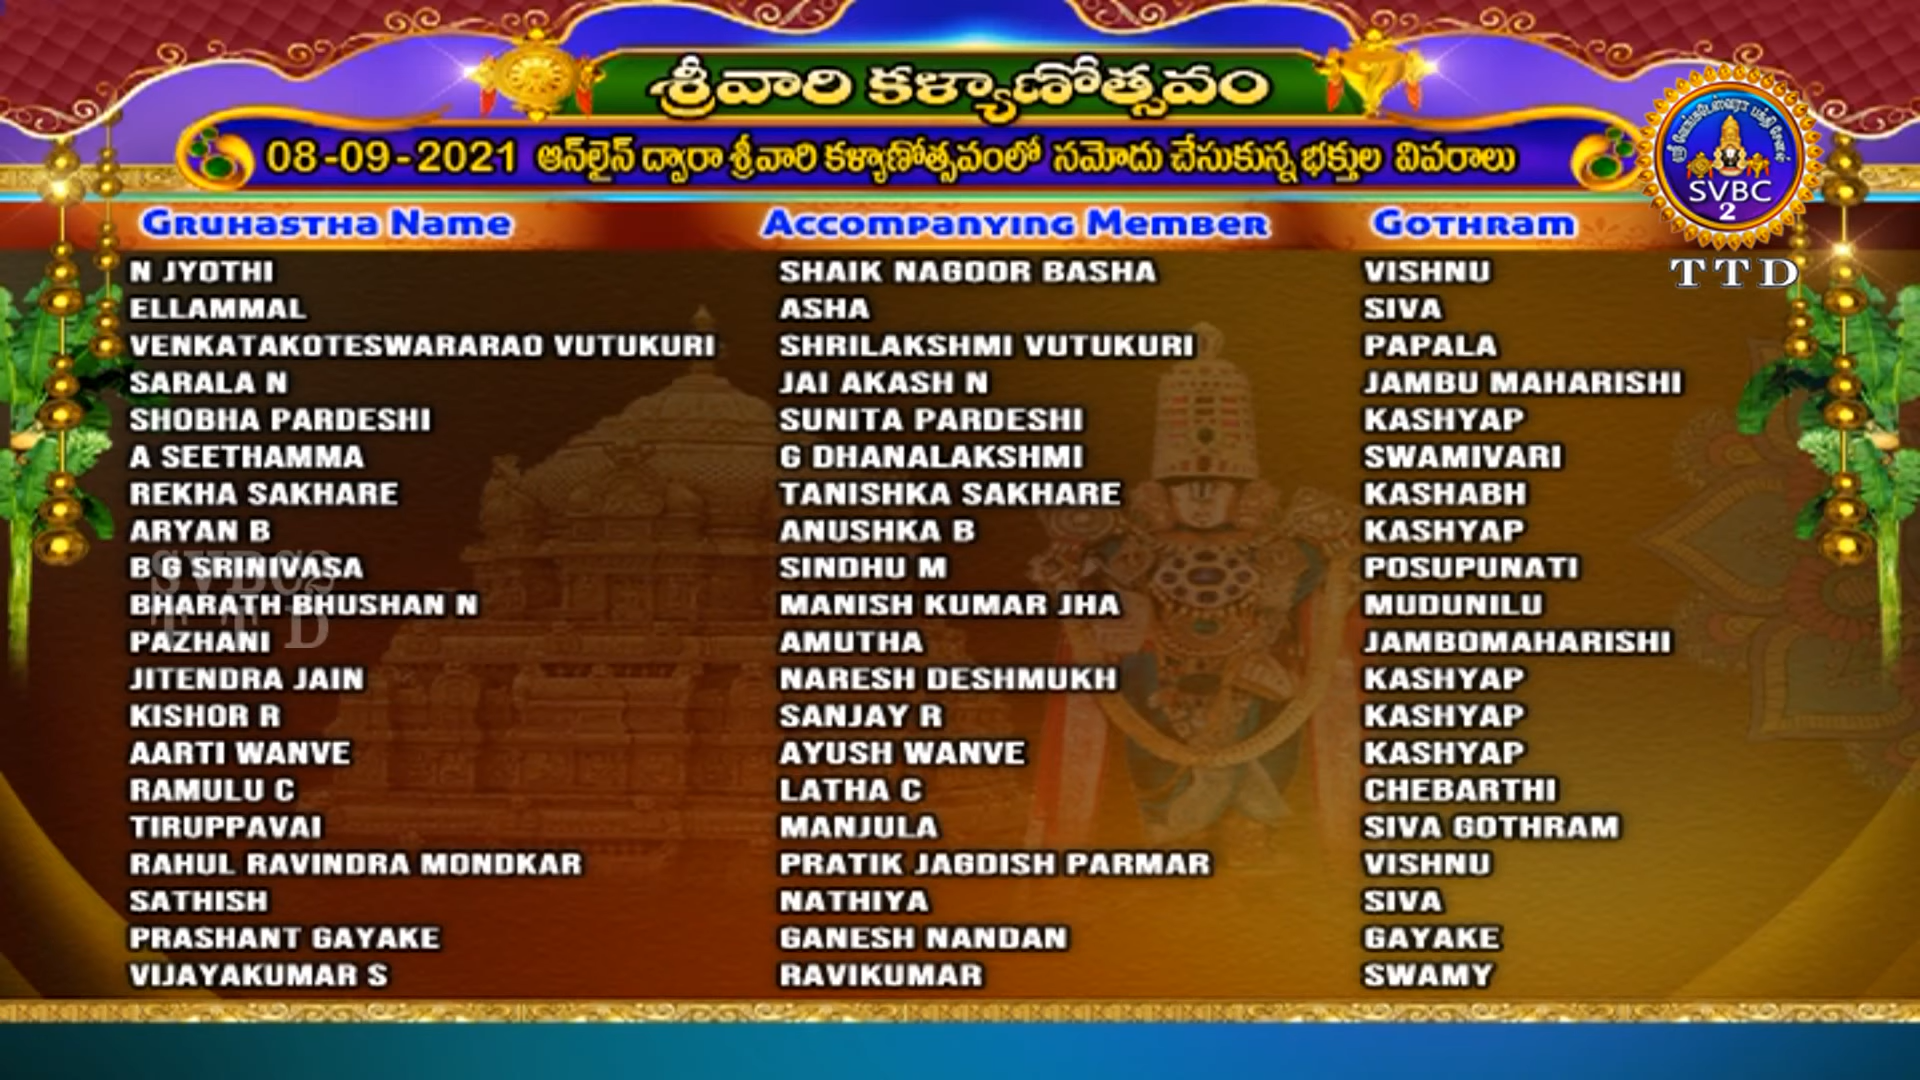 శ్రీవారి కళ్యాణోత్సవం
08-09-2021 ఆన్‌లైన్ ద్వారా శ్రీవారి కళ్యాణోత్సవంలో నమోదు చేసుకున్న భక్తుల వివరాలు
SVBC
2
TTD
Gruhastha Name Accompanying Member Gothram
N JYOTHI SHAIK NAGOOR BASHA VISHNU
ELLAMMAL ASHA SIVA
VENKATAKOTESWARARAO VUTUKURI SHRILAKSHMI VUTUKURI PAPALA
SARALA N JAI AKASH N JAMBU MAHARISHI
SHOBHA PARDESHI SUNITA PARDESHI KASHYAP
A SEETHAMMA G DHANALAKSHMI SWAMIVARI
REKHA SAKHARE TANISHKA SAKHARE KASHABH
ARYAN B ANUSHKA B KASHYAP
B G SRINIVASA SINDHU M POSUPUNATI
BHARATH BHUSHAN N MANISH KUMAR JHA MUDUNILU
PAZHANI AMUTHA JAMBOMAHARISHI
JITENDRA JAIN NARESH DESHMUKH KASHYAP
KISHOR R SANJAY R KASHYAP
AARTI WANVE AYUSH WANVE KASHYAP
RAMULU C LATHA C CHEBARTHI
TIRUPPAVAI MANJULA SIVA GOTHRAM
RAHUL RAVINDRA MONDKAR PRATIK JAGDISH PARMAR VISHNU
SATHISH NATHIYA SIVA
PRASHANT GAYAKE GANESH NANDAN GAYAKE
VIJAYAKUMAR S RAVIKUMAR SWAMY